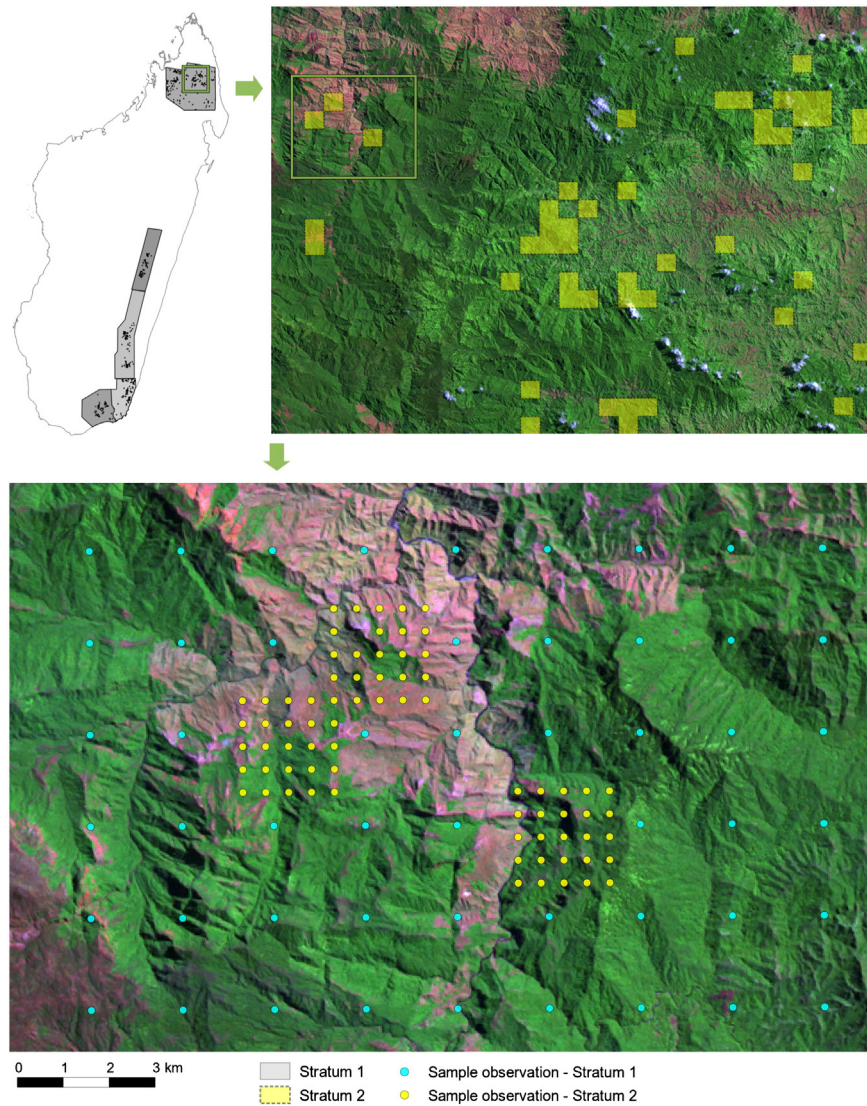 0 1 2 3 km
Stratum 1
Sample observation - Stratum 1
Stratum 2
Sample observation - Stratum 2